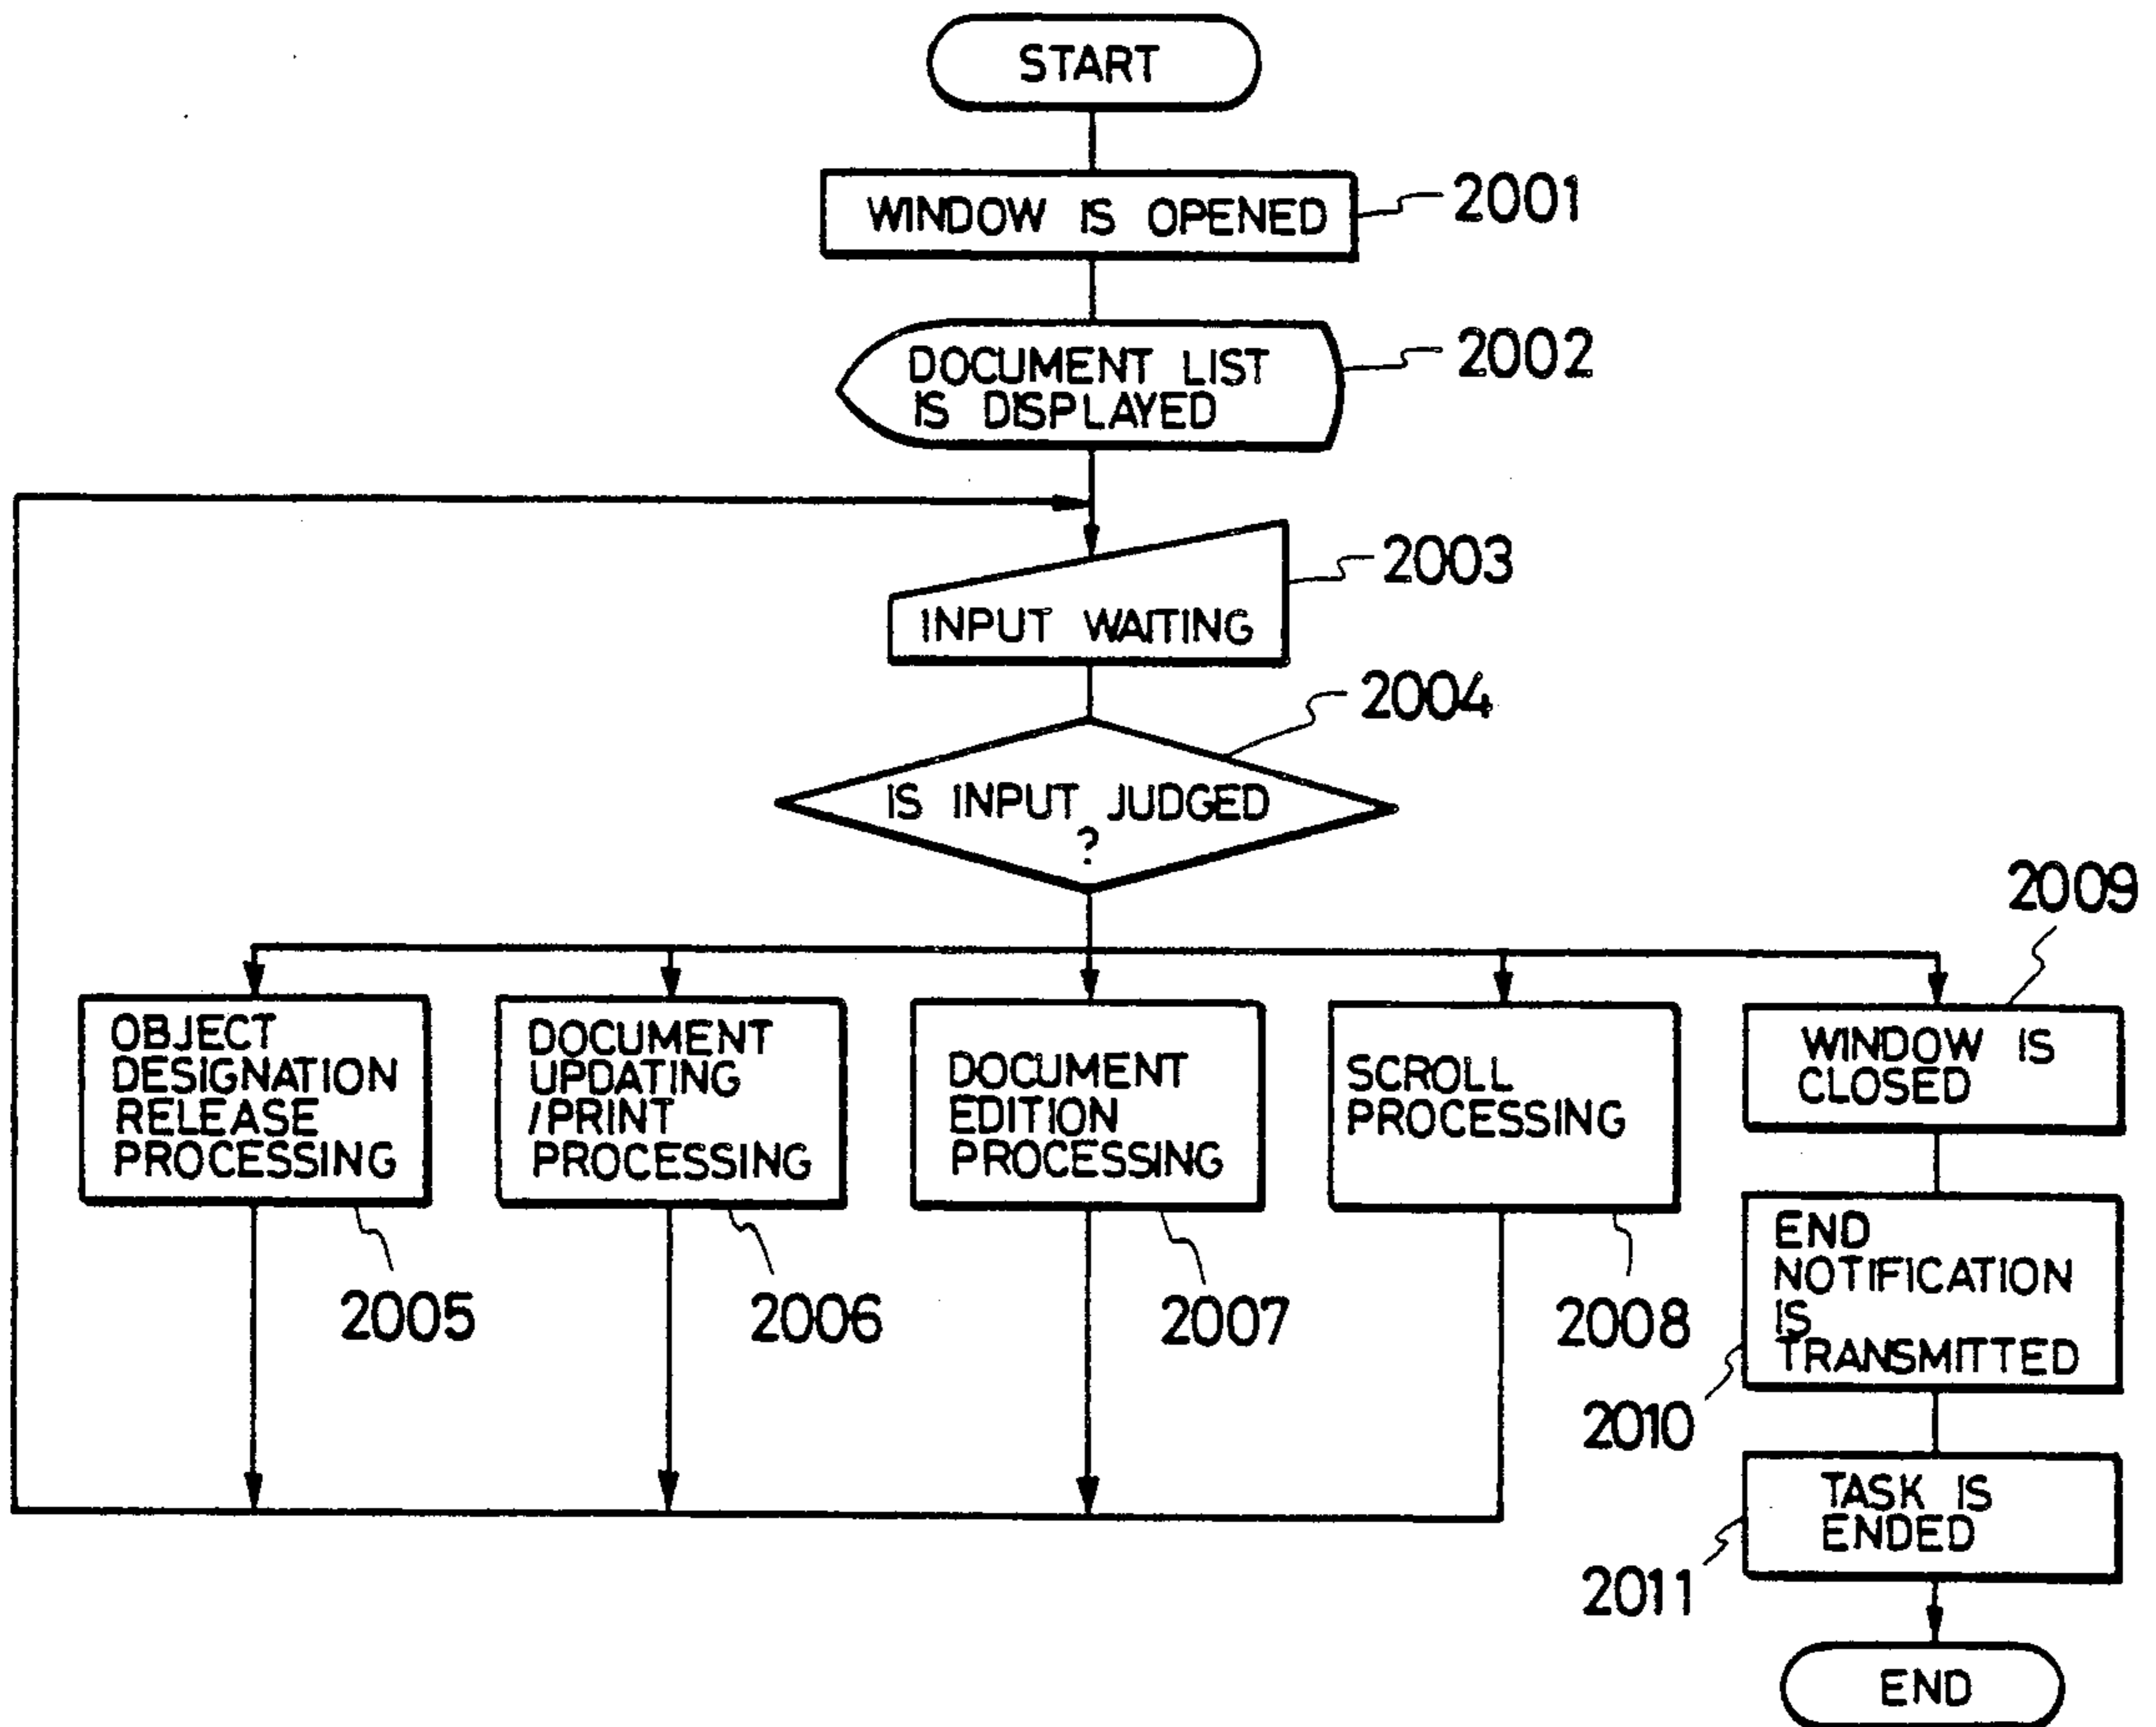 START
WINDOW IS OPENED
2001
DOCUMENT LIST
IS DISPLAYED
2002
2003
INPUT WAITING
2004
IS INPUT JUDGED
?
2009
OBJECT
DESIGNATION
RELEASE
PROCESSING
2005
DOCUMENT
UPDATING
/PRINT
PROCESSING
2006
DOCUMENT
EDITION
PROCESSING
2007
SCROLL
PROCESSING
2008
WINDOW IS
CLOSED
END
NOTIFICATION
IS
TRANSMITTED
2010
TASK IS
ENDED
2011
END